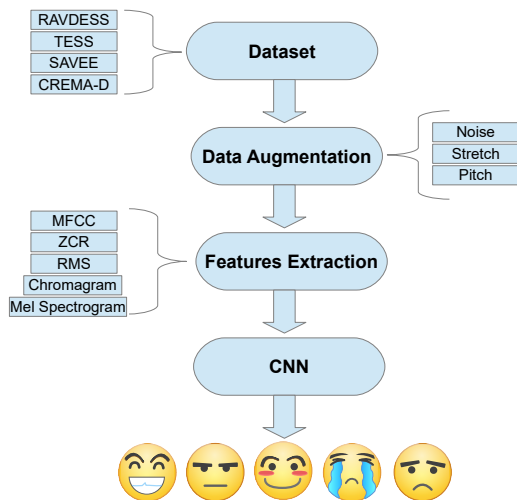 RAVDESS
TESS
SAVEE
CREMA-D
Dataset
Data Augmentation
Noise
Stretch
Pitch
MFCC
ZCR
RMS
Chromagram
Mel Spectrogram
Features Extraction
CNN